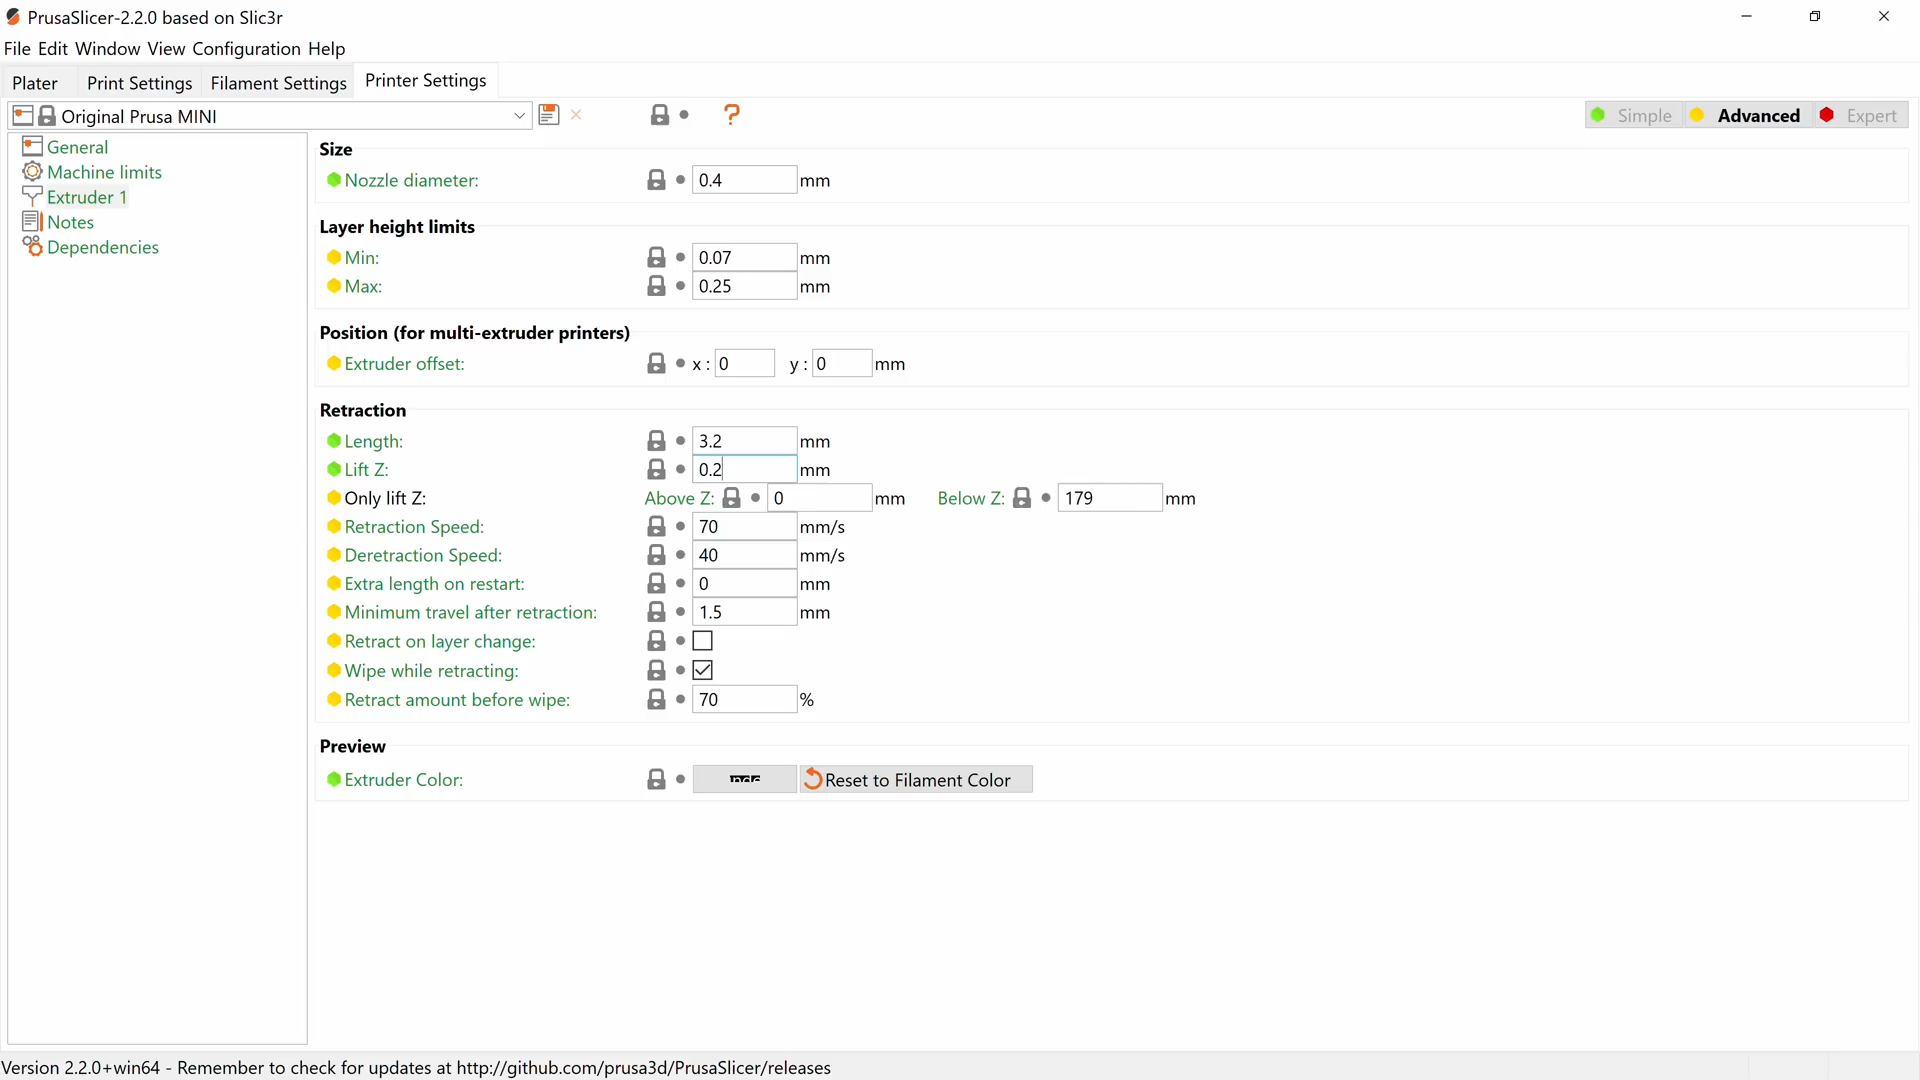 PrusaSlicer-2.2.0 based on Slic3r
File Edit Window View Configuration Help
Plater Print Settings Filament Settings Printer Settings
Original Prusa MINI ? Simple Advanced Expert
General
Machine limits
Extruder 1
Notes
Dependencies
Size
Nozzle diameter: 0.4 mm
Layer height limits
Min: 0.07 mm
Max: 0.25 mm
Position (for multi-extruder printers)
Extruder offset: x : 0 y : 0 mm
Retraction
Length: 3.2 mm
Lift Z: 0.2 mm
Only lift Z: Above Z: 0 mm Below Z: 179 mm
Retraction Speed: 70 mm/s
Deretraction Speed: 40 mm/s
Extra length on restart: 0 mm
Minimum travel after retraction: 1.5 mm
Retract on layer change:
Wipe while retracting:
Retract amount before wipe: 70 %
Preview
Extruder Color: Reset to Filament Color
Version 2.2.0+win64 - Remember to check for updates at http://github.com/prusa3d/PrusaSlicer/releases